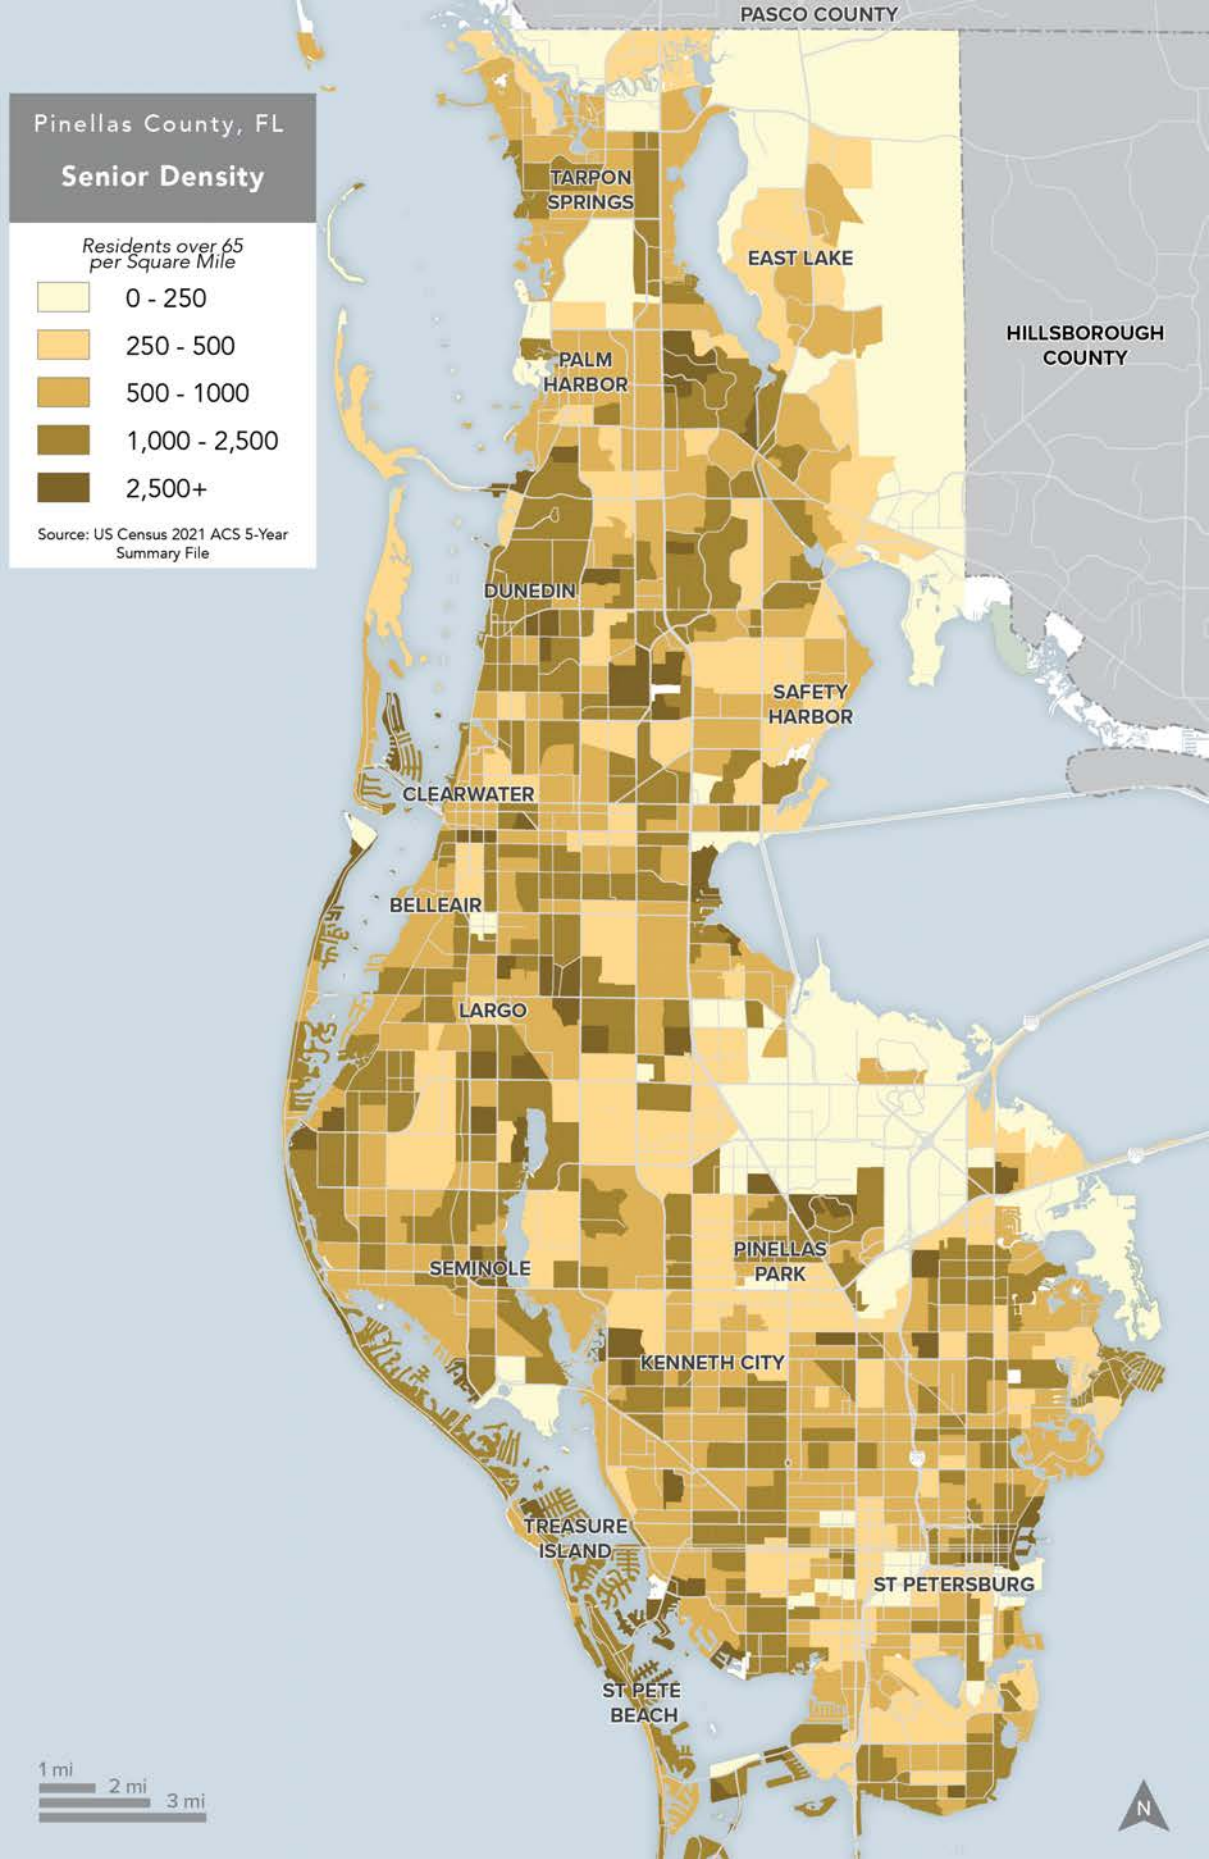 PASCO COUNTY
Pinellas County, FL
Senior Density
Residents over 65
per Square Mile
0 - 250
250 - 500
500 - 1000
1,000 - 2,500
2,500+
Source: US Census 2021 ACS 5-Year
Summary File
TARPON
SPRINGS
EAST LAKE
HILLSBOROUGH
COUNTY
PALM
HARBOR
DUNEDIN
SAFETY
HARBOR
CLEARWATER
BELLEAIR
LARGO
SEMINOLE
PINELLAS
PARK
KENNETH CITY
TREASURE
ISLAND
ST PETERSBURG
ST PETE
BEACH
1 mi
2 mi
3 mi
N